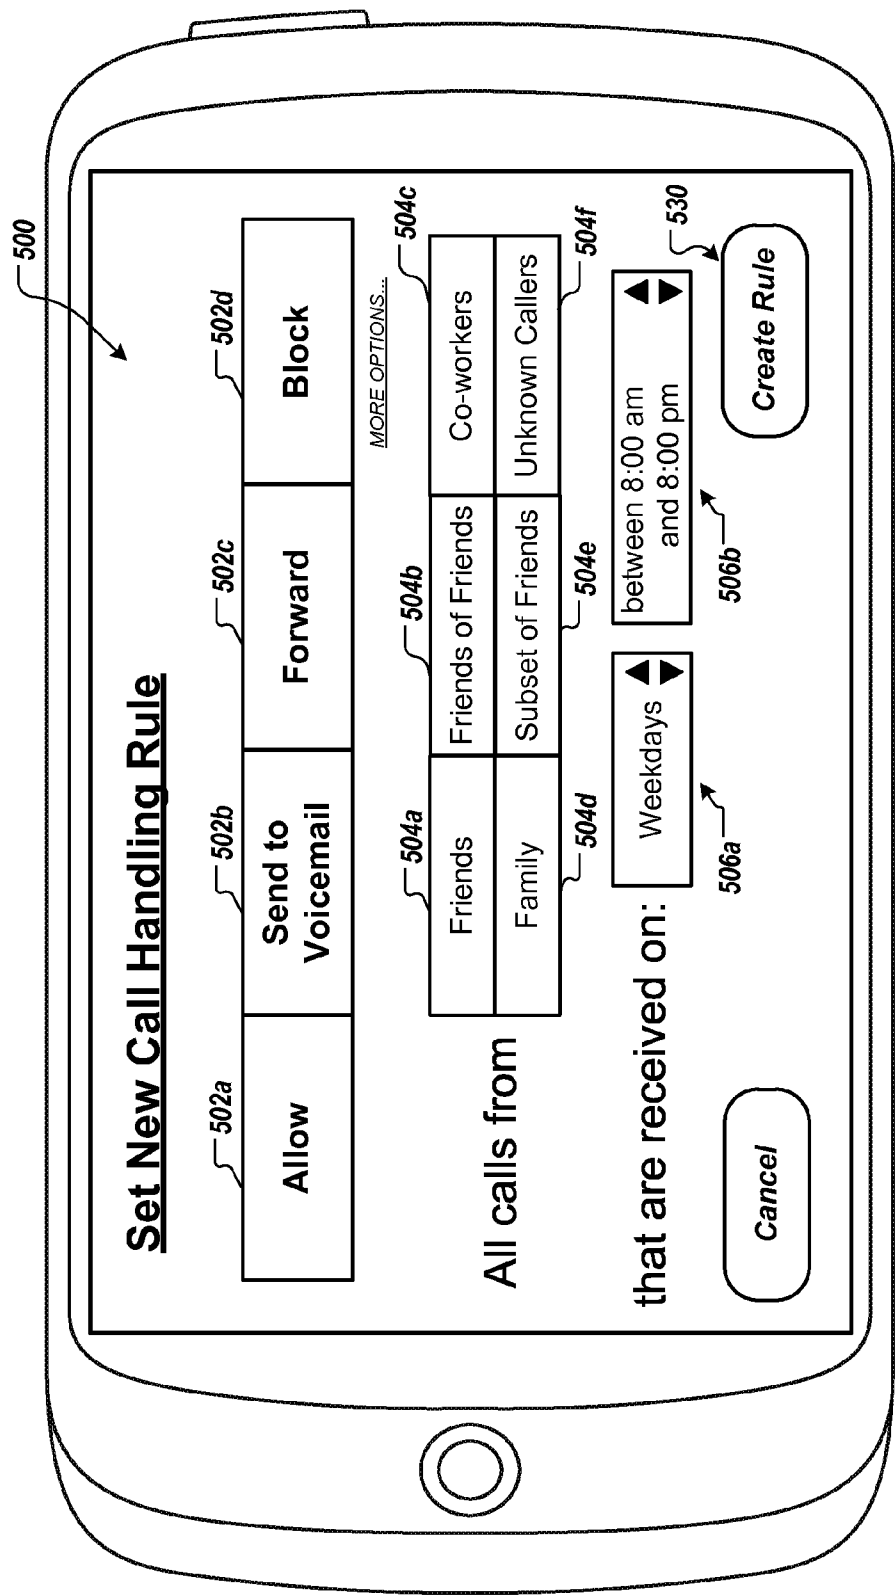 500
Set New Call Handling Rule
502a
502b
502c
502d
Allow
Send to
Voicemail
Forward
Block
MORE OPTIONS...
504a
504b
504c
All calls from
Friends
Friends of Friends
Co-workers
Family
Subset of Friends
Unknown Callers
504d
504e
504f
that are received on:
Weekdays
between 8:00 am
and 8:00 pm
506a
506b
530
Cancel
Create Rule